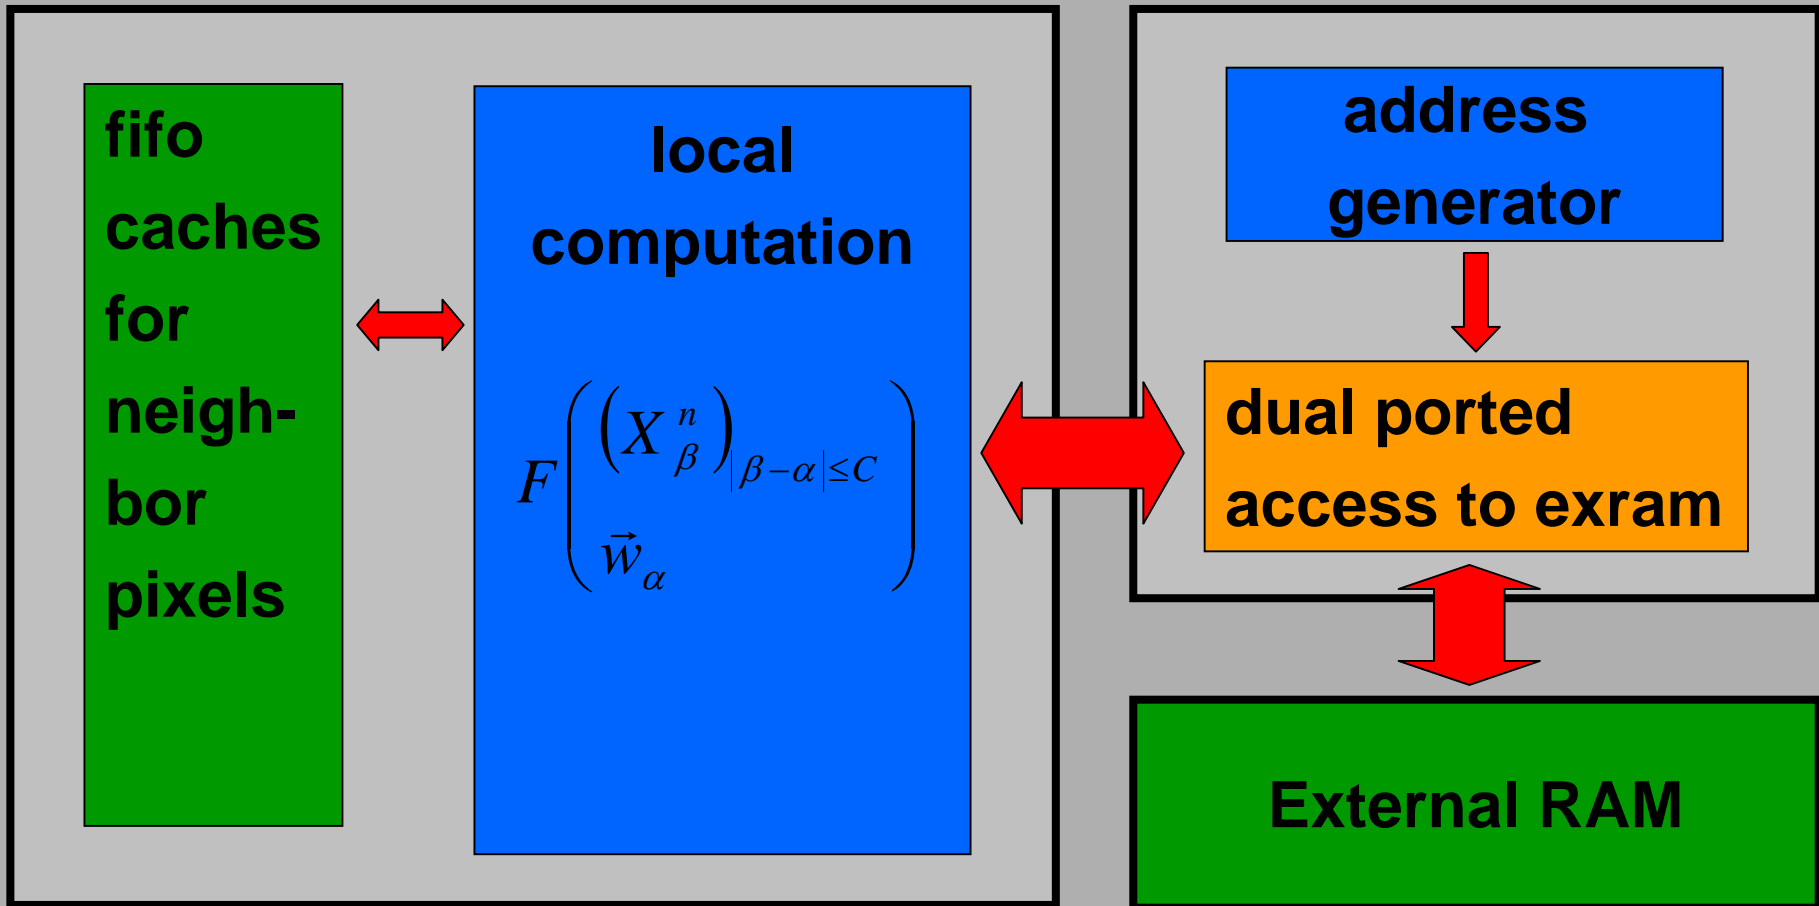 fifo
caches
for
neigh-
bor
pixels
local
computation
F( (X^n_β)_{|β−α|≤C}
w⃗_α )
address
generator
dual ported
access to exram
External RAM